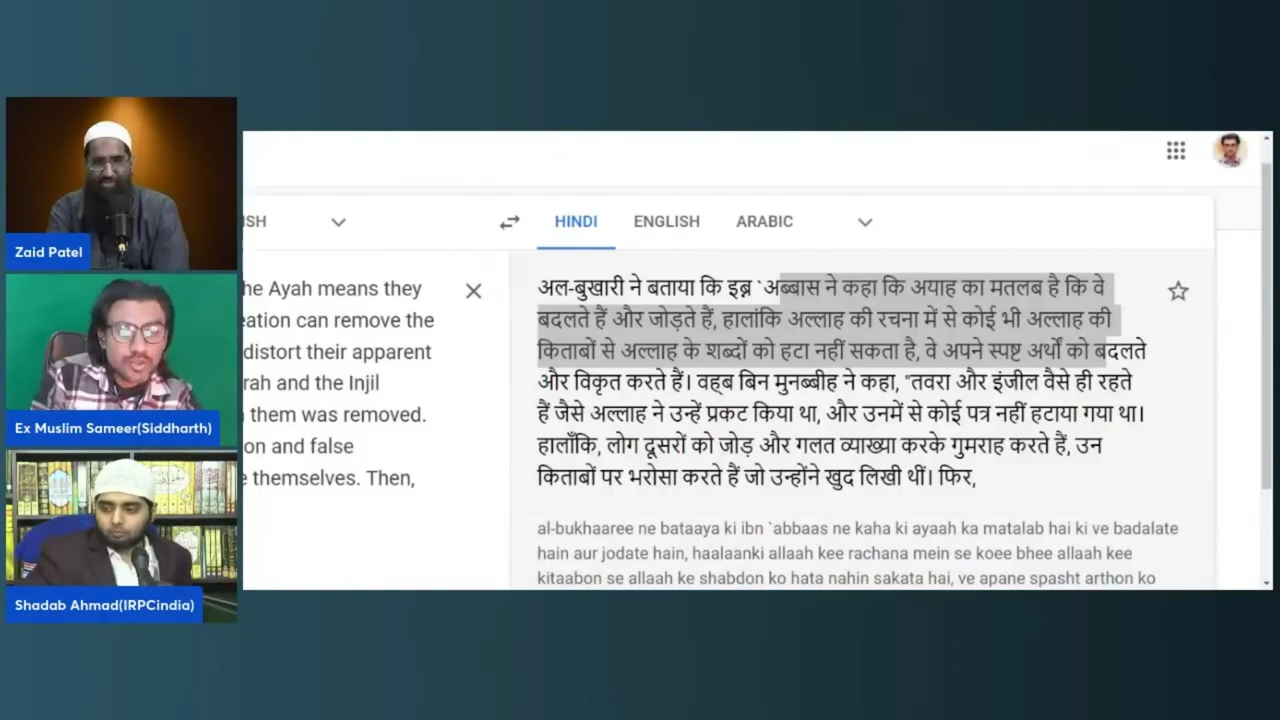 Zaid Patel
Ex Muslim Sameer(Siddharth)
Shadab Ahmad(IRPCindia)
ISH
HINDI ENGLISH ARABIC
he Ayah means they
eation can remove the
distort their apparent
rah and the Injil
them was removed.
on and false
e themselves. Then,
अल-बुखारी ने बताया कि इब्न `अब्बास ने कहा कि अयाह का मतलब है कि वे
बदलते हैं और जोड़ते हैं, हालांकि अल्लाह की रचना में से कोई भी अल्लाह की
किताबों से अल्लाह के शब्दों को हटा नहीं सकता है, वे अपने स्पष्ट अर्थों को बदलते
और विकृत करते हैं। वह्ब बिन मुनब्बीह ने कहा, "तवरा और इंजील वैसे ही रहते
हैं जैसे अल्लाह ने उन्हें प्रकट किया था, और उनमें से कोई पत्र नहीं हटाया गया था।
हालाँकि, लोग दूसरों को जोड़ और गलत व्याख्या करके गुमराह करते हैं, उन
किताबों पर भरोसा करते हैं जो उन्होंने खुद लिखी थीं। फिर,
al-bukhaaree ne bataaya ki ibn `abbaas ne kaha ki ayaah ka matalab hai ki ve badalate
hain aur jodate hain, haalaanki allaah kee rachana mein se koee bhee allaah kee
kitaabon se allaah ke shabdon ko hata nahin sakata hai, ve apane spasht arthon ko